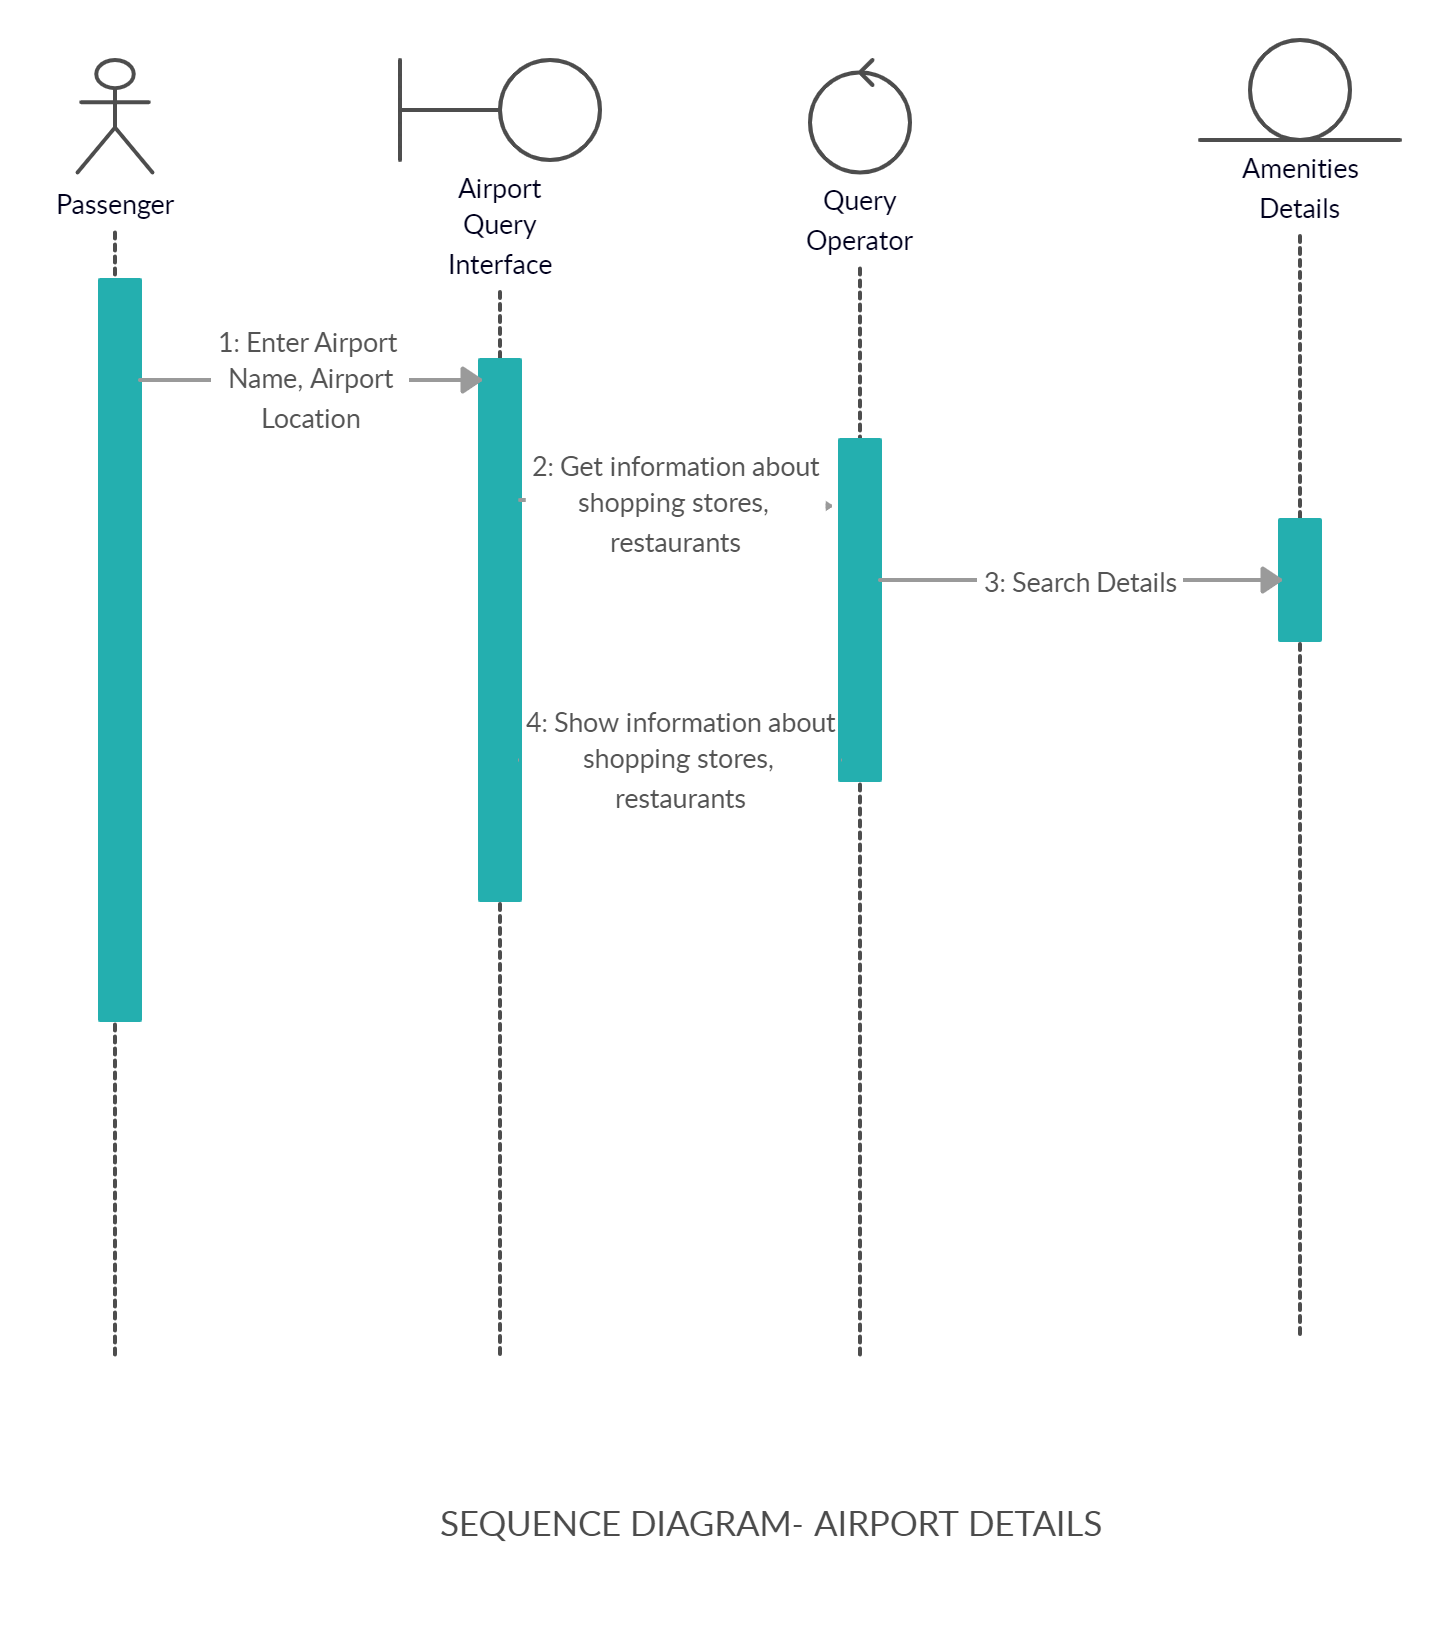 Passenger
Airport
Query
Interface
Query
Operator
Amenities
Details
1: Enter Airport
Name, Airport
Location
2: Get information about
shopping stores,
restaurants
3: Search Details
4: Show information about
shopping stores,
restaurants
SEQUENCE DIAGRAM- AIRPORT DETAILS